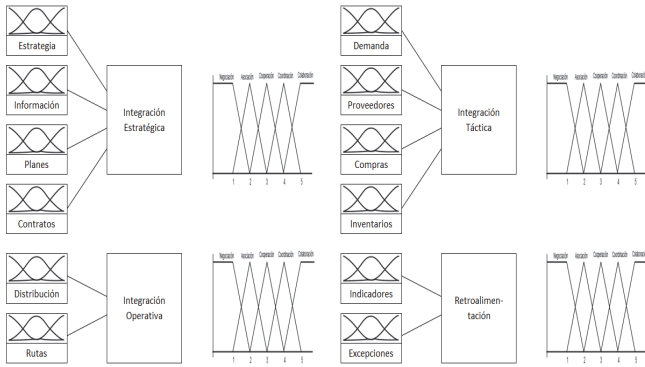 Estrategia
Información
Planes
Contratos
Integración
Estratégica
Negociación Asociación Cooperación Coordinación Colaboración
1 2 3 4 5
Demanda
Proveedores
Compras
Inventarios
Integración
Táctica
Negociación Asociación Cooperación Coordinación Colaboración
1 2 3 4 5
Distribución
Rutas
Integración
Operativa
Negociación Asociación Cooperación Coordinación Colaboración
1 2 3 4 5
Indicadores
Excepciones
Retroalimen-
tación
Negociación Asociación Cooperación Coordinación Colaboración
1 2 3 4 5